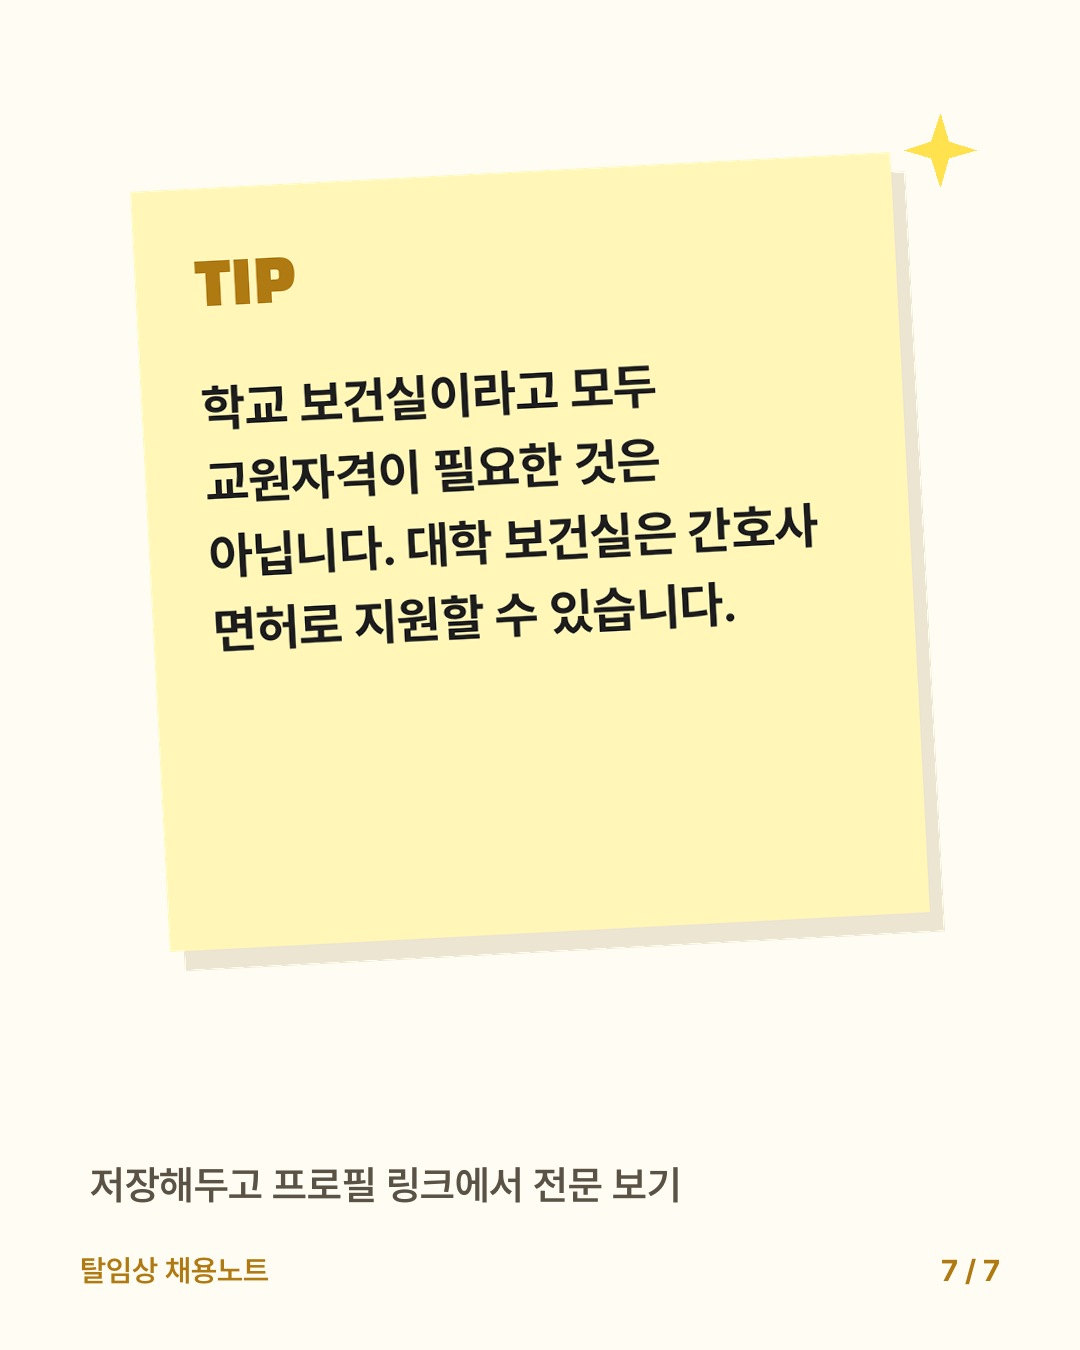 TIP
학교 보건실이라고 모두
교원자격이 필요한 것은
아닙니다. 대학 보건실은 간호사
면허로 지원할 수 있습니다.
저장해두고 프로필 링크에서 전문 보기
탈임상 채용노트
7 / 7